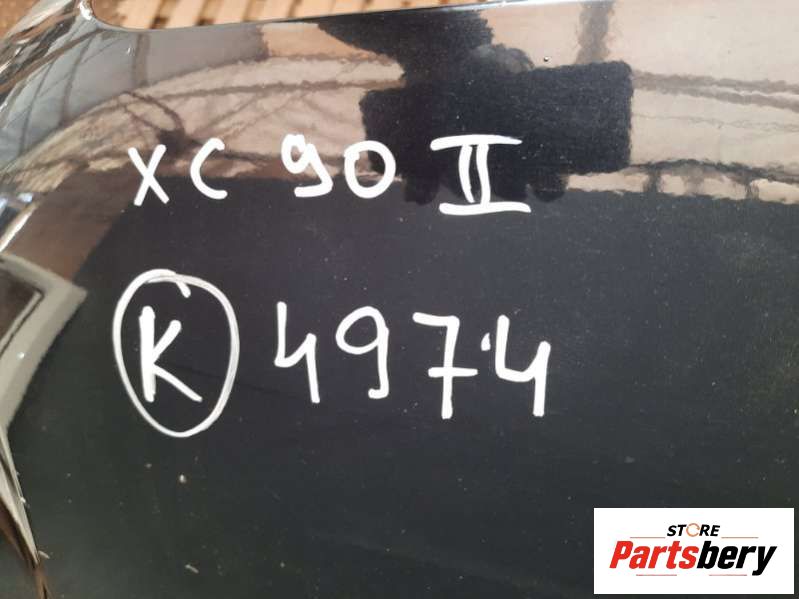 XC 90 II
K 4974
STORE
Partsbery